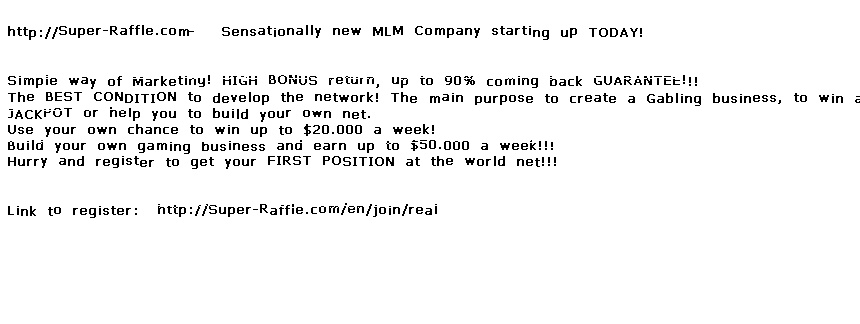 http://Super-Raffle.com- Sensationally new MLM Company starting up TODAY!
Simple way of Marketing! HIGH BONUS return, up to 90% coming back GUARANTEE!!!
The BEST CONDITION to develop the network! The main purpose to create a Gabling business, to win a
JACKPOT or help you to build your own net.
Use your own chance to win up to $20.000 a week!
Build your own gaming business and earn up to $50.000 a week!!!
Hurry and register to get your FIRST POSITION at the world net!!!
Link to register: http://Super-Raffle.com/en/join/real